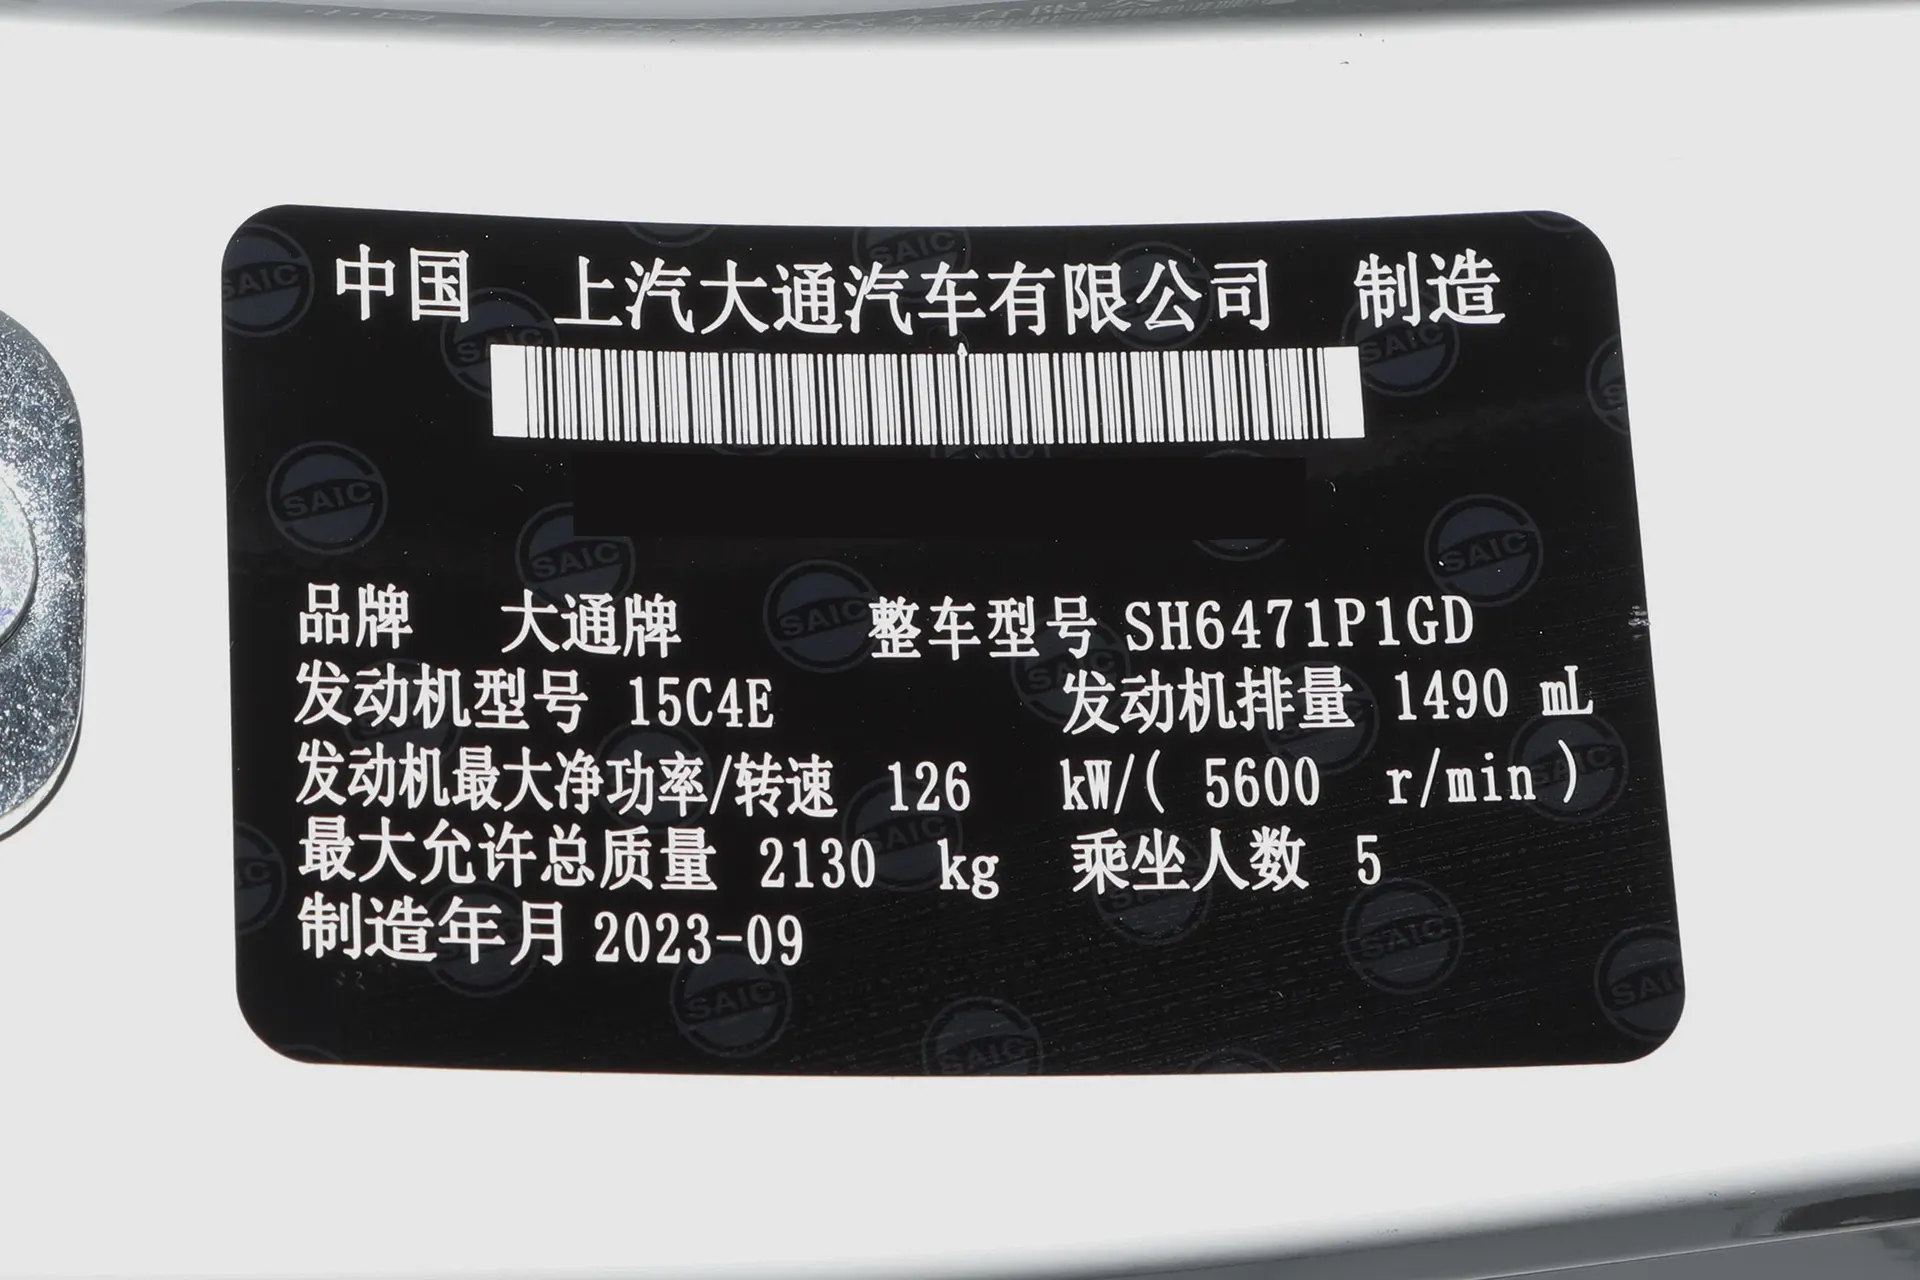 中国 上汽大通汽车有限公司 制造
品牌 大通牌 整车型号 SH6471P1GD
发动机型号 15C4E 发动机排量 1490 mL
发动机最大净功率/转速 126 kW/( 5600 r/min )
最大允许总质量 2130 kg 乘坐人数 5
制造年月 2023-09
SAIC